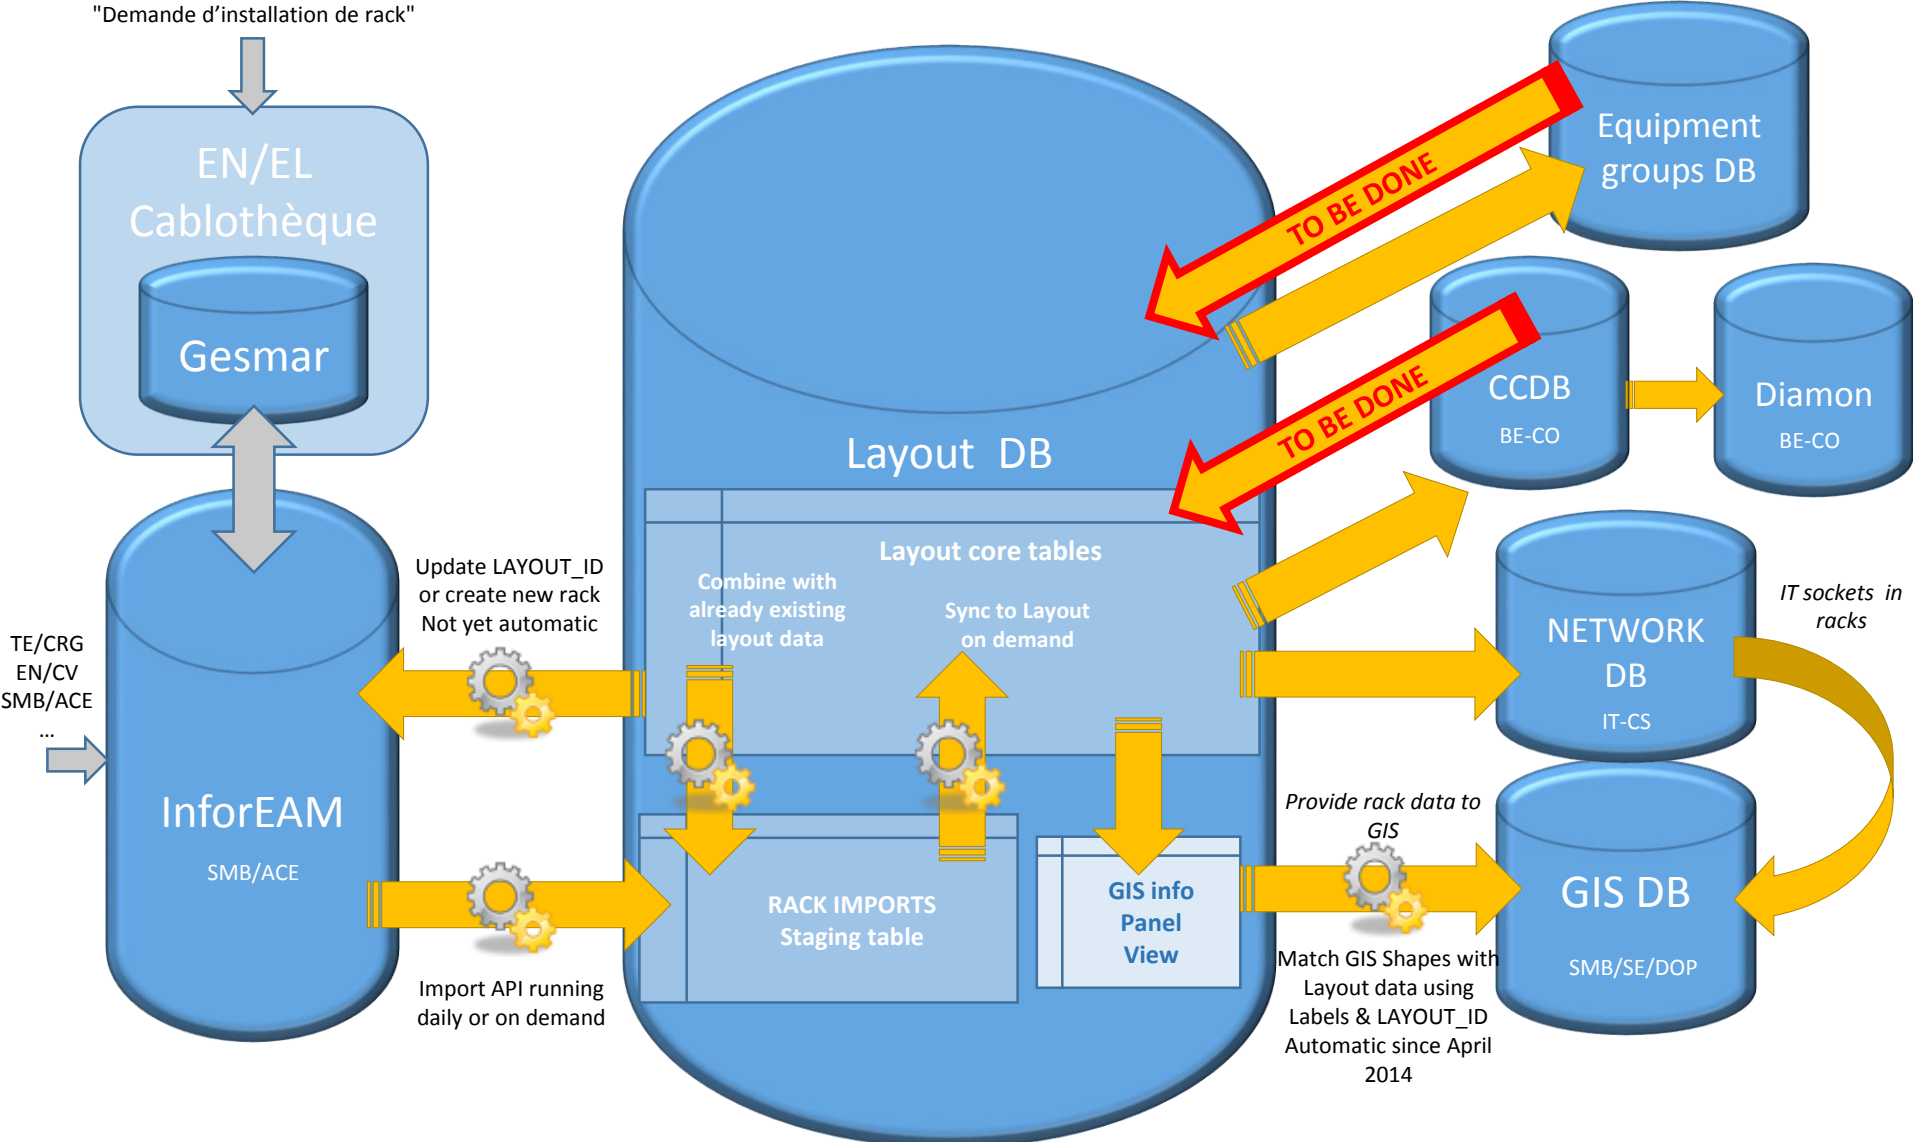 "Demande d'installation de rack"
EN/EL
Cablothèque
Gesmar
TE/CRG
EN/CV
SMB/ACE
...
InforEAM
SMB/ACE
Update LAYOUT_ID
or create new rack
Not yet automatic
Import API running
daily or on demand
Layout  DB
Layout core tables
Combine with
already existing
layout data
Sync to Layout
on demand
RACK IMPORTS
Staging table
GIS info
Panel
View
TO BE DONE
TO BE DONE
Equipment
groups DB
CCDB
BE-CO
Diamon
BE-CO
NETWORK
DB
IT-CS
IT sockets  in
racks
Provide rack data to
GIS
Match GIS Shapes with
Layout data using
Labels & LAYOUT_ID
Automatic since April
2014
GIS DB
SMB/SE/DOP